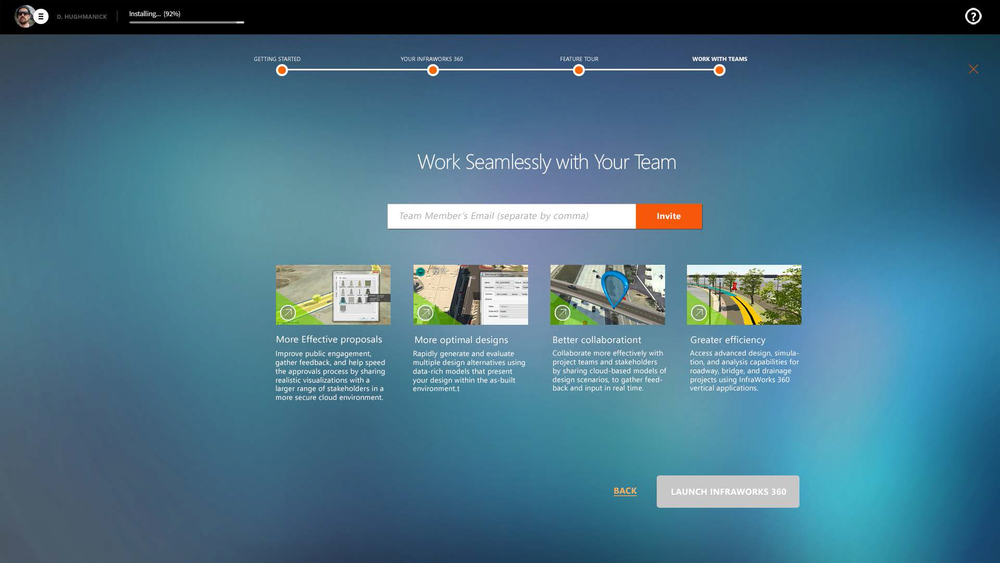 D. HUGHMANICK
Installing... (92%)
GETTING STARTED
YOUR INFRAWORKS 360
FEATURE TOUR
WORK WITH TEAMS
Work Seamlessly with Your Team
Team Member's Email (separate by comma)
Invite
More Effective proposals
Improve public engagement,
gather feedback, and help speed
the approvals process by sharing
realistic visualizations with a
larger range of stakeholders in a
more secure cloud environment.
More optimal designs
Rapidly generate and evaluate
multiple design alternatives using
data-rich models that present
your design within the as-built
environment.t
Better collaborationt
Collaborate more effectively with
project teams and stakeholders
by sharing cloud-based models of
design scenarios, to gather feed-
back and input in real time.
Greater efficiency
Access advanced design, simula-
tion, and analysis capabilities for
roadway, bridge, and drainage
projects using InfraWorks 360
vertical applications.
BACK
LAUNCH INFRAWORKS 360